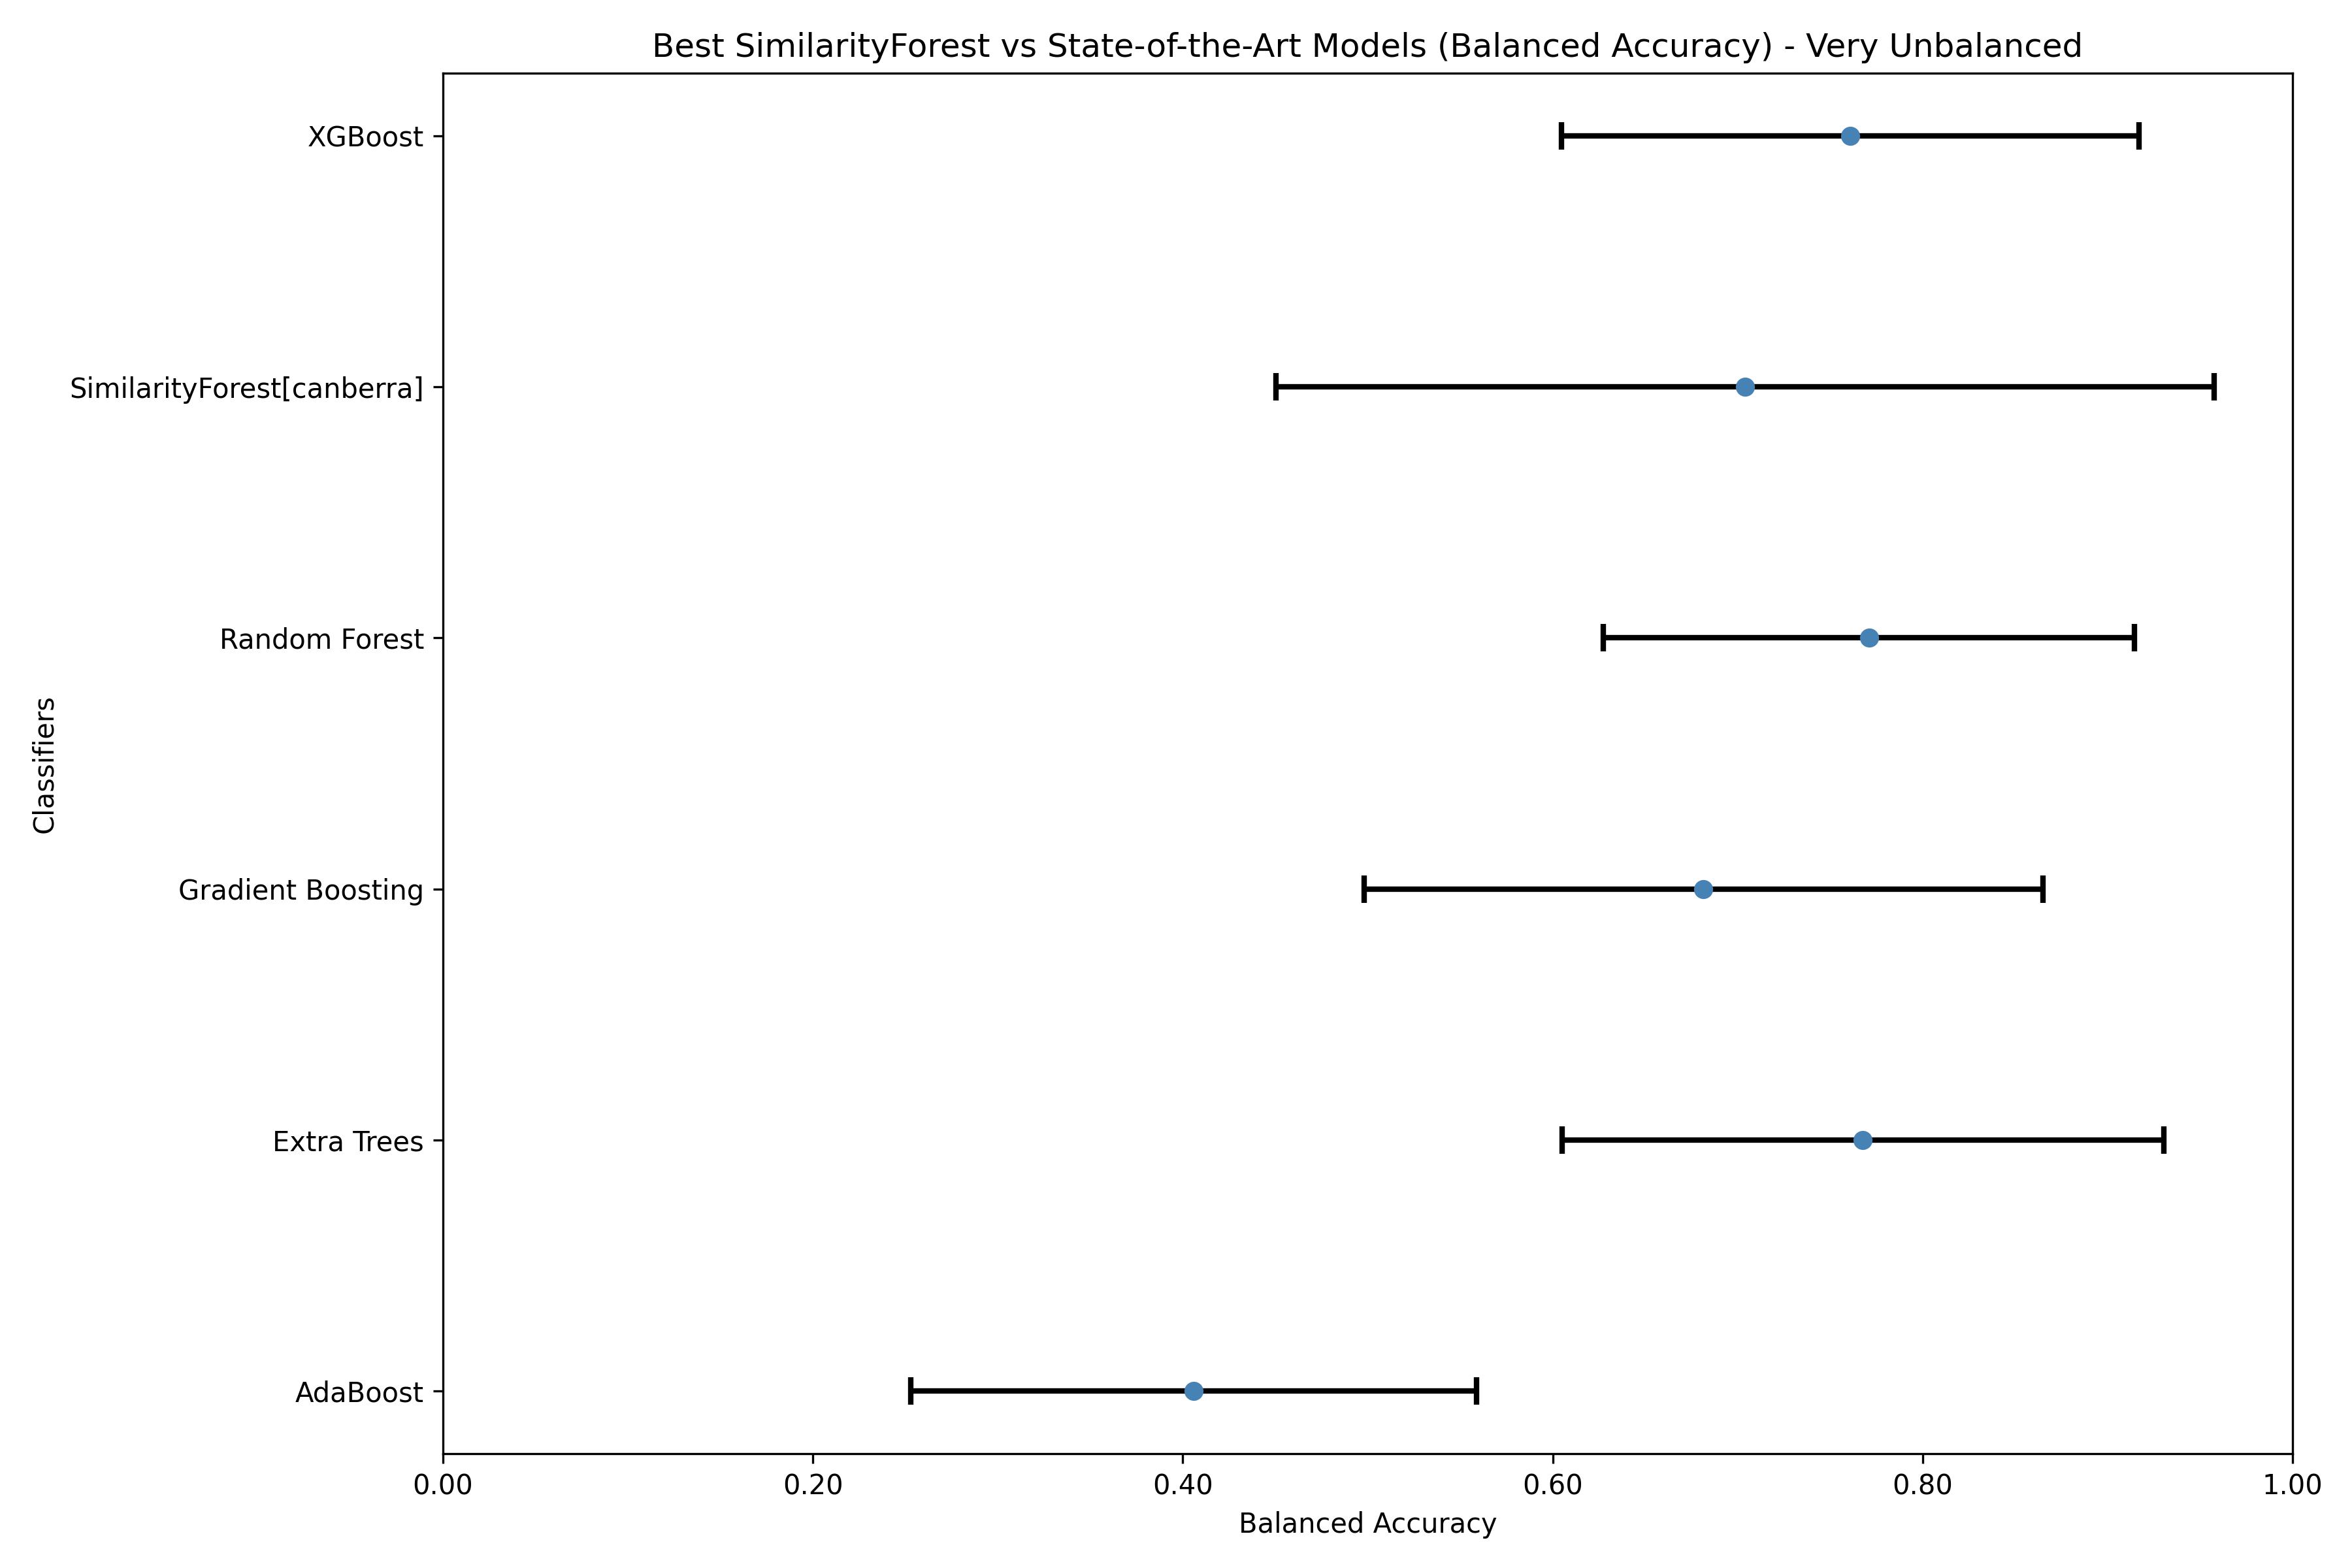 Best SimilarityForest vs State-of-the-Art Models (Balanced Accuracy) - Very Unbalanced
XGBoost
SimilarityForest[canberra]
Random Forest
Gradient Boosting
Extra Trees
AdaBoost
Classifiers
0.00 0.20 0.40 0.60 0.80 1.00
Balanced Accuracy